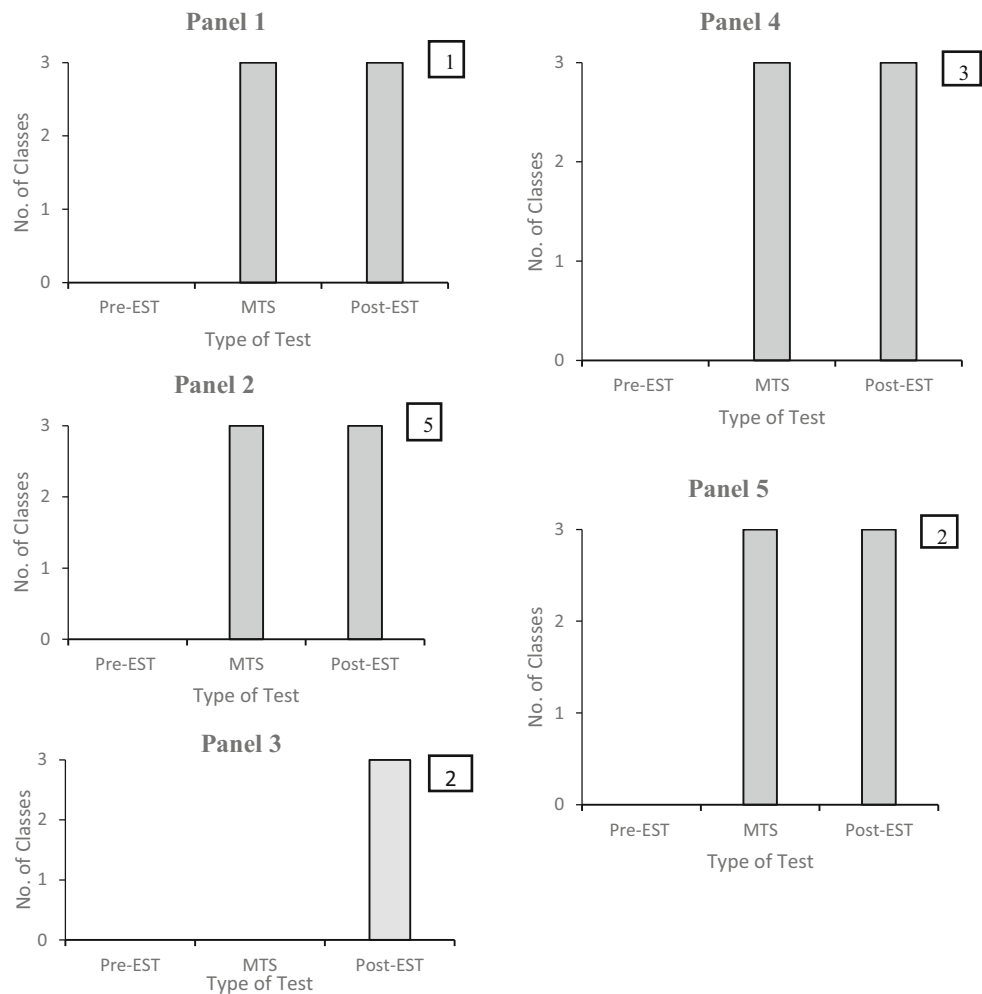 Panel 1
1
3
2
1
0
No. of Classes
Pre-EST MTS Post-EST
Type of Test
Panel 2
5
3
2
1
0
No. of Classes
Pre-EST MTS Post-EST
Type of Test
Panel 3
2
3
2
1
0
No. of Classes
Pre-EST MTS Post-EST
Type of Test
Panel 4
3
3
2
1
0
No. of Classes
Pre-EST MTS Post-EST
Type of Test
Panel 5
2
3
2
1
0
No. of Classes
Pre-EST MTS Post-EST
Type of Test